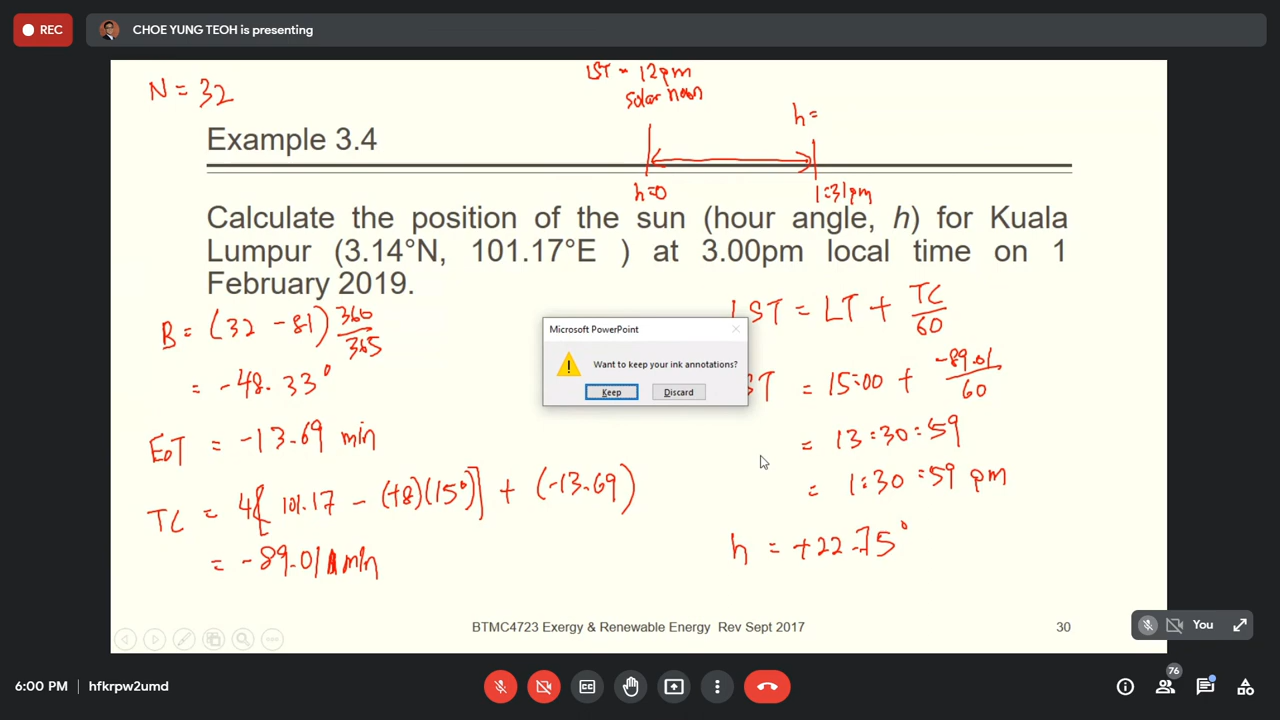 REC
CHOE YUNG TEOH is presenting
N = 32
LST = 12pm
solar noon
h =
h=0
1:31pm
Example 3.4
Calculate the position of the sun (hour angle, h) for Kuala
Lumpur (3.14°N, 101.17°E ) at 3.00pm local time on 1
February 2019.
B = (32 - 81) 360/365
= -48.33°
EoT = -13.69 min
TC = 4[101.17 - (+8)(15°)] + (-13.69)
= -89.01 min
LST = LT + TC/60
ST = 15:00 + -89.01/60
= 13:30:59
= 1:30:59 pm
h = +22.75°
Microsoft PowerPoint
Want to keep your ink annotations?
Keep
Discard
BTMC4723 Exergy & Renewable Energy Rev Sept 2017
30
You
6:00 PM
hfkrpw2umd
76